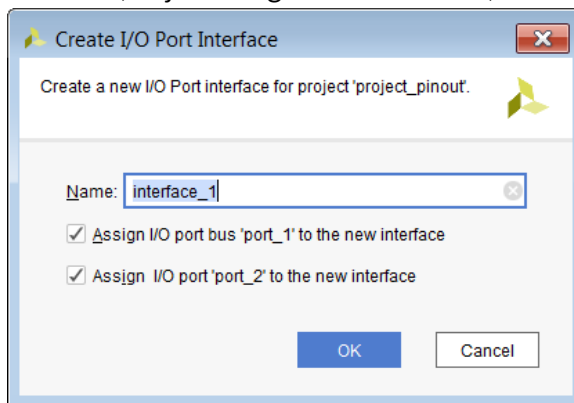 Create I/O Port Interface
Create a new I/O Port interface for project 'project_pinout'.
Name: interface_1
Assign I/O port bus 'port_1' to the new interface
Assign I/O port 'port_2' to the new interface
OK Cancel